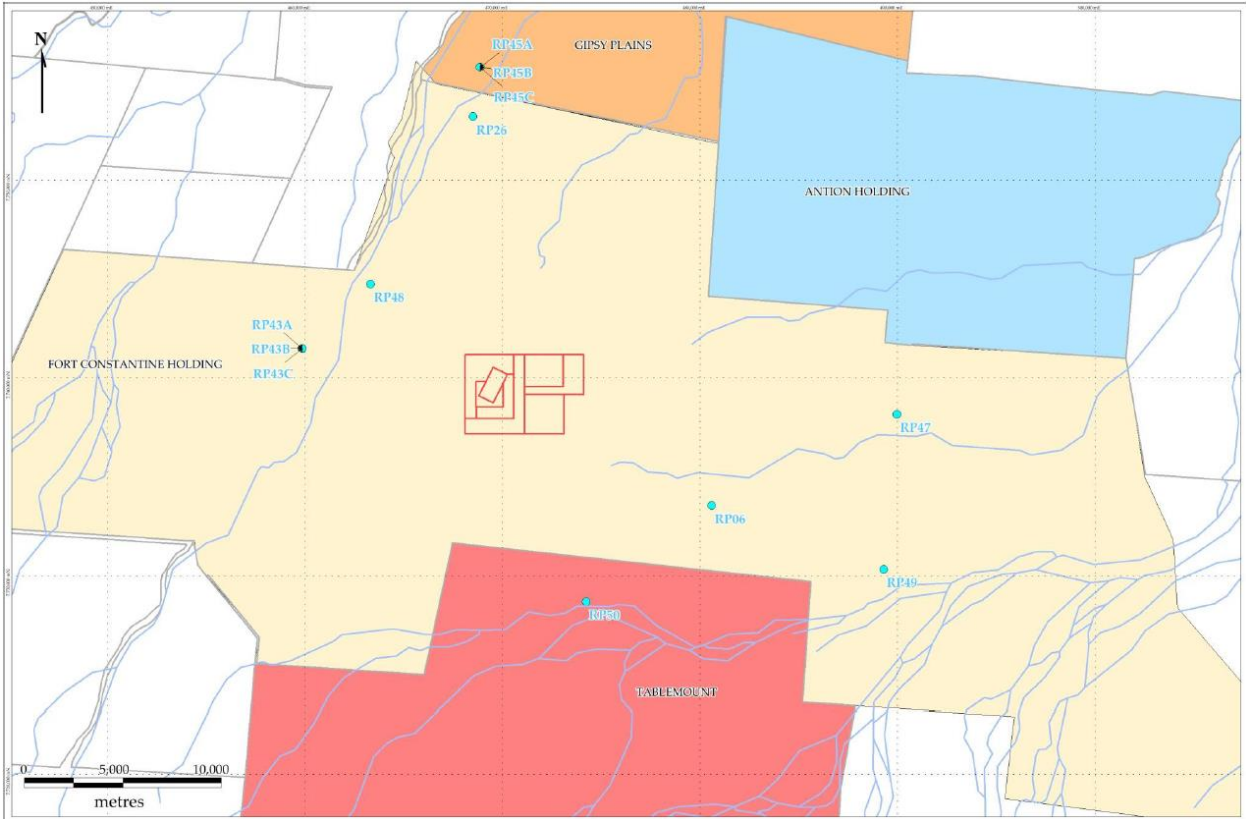 N
RP45A
GIPSY PLAINS
RP45B
RP45C
RP26
ANTION HOLDING
RP48
RP43A
RP43B
FORT CONSTANTINE HOLDING
RP43C
RP47
RP06
RP49
RP50
TABLEMOUNT
0 5,000 10,000
metres